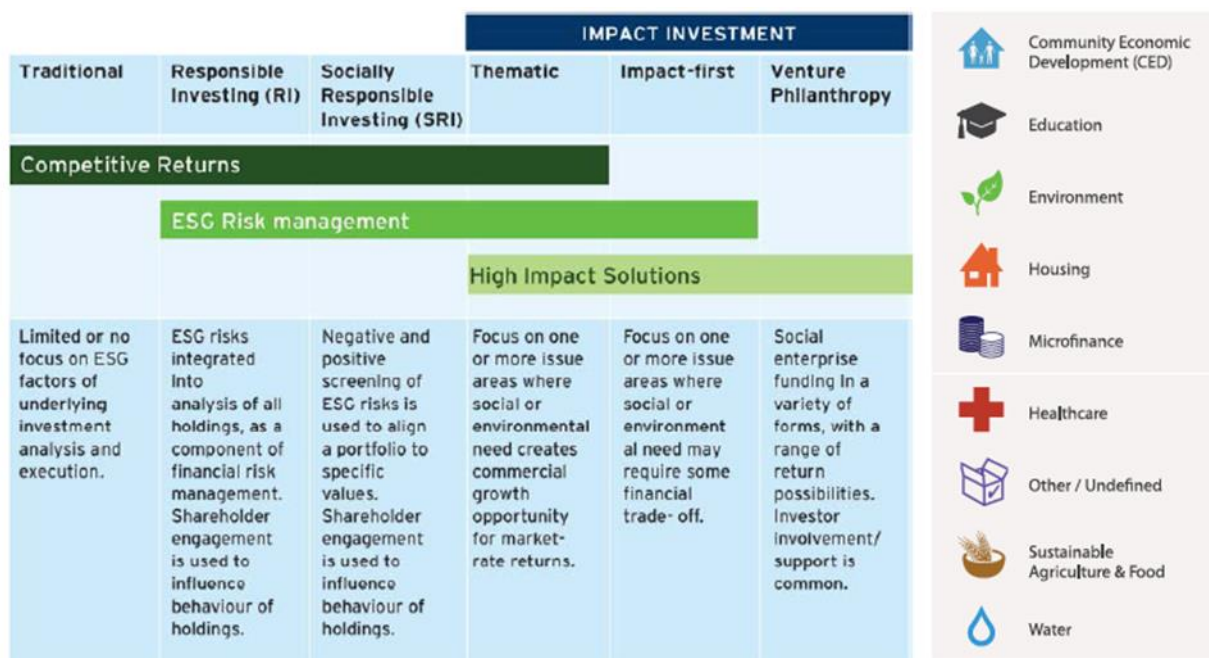 IMPACT INVESTMENT
Traditional
Responsible
Investing (RI)
Socially
Responsible
Investing (SRI)
Thematic
Impact-first
Venture
Philanthropy
Competitive Returns
ESG Risk management
High Impact Solutions
Limited or no
focus on ESG
factors of
underlying
investment
analysis and
execution.
ESG risks
integrated
into
analysis of all
holdings, as a
component of
financial risk
management.
Shareholder
engagement
is used to
influence
behaviour of
holdings.
Negative and
positive
screening of
ESG risks is
used to align
a portfolio to
specific
values.
Shareholder
engagement
is used to
influence
behaviour of
holdings.
Focus on one
or more issue
areas where
social or
environmental
need creates
commercial
growth
opportunity
for market-
rate returns.
Focus on one
or more issue
areas where
social or
environment
al need may
require some
financial
trade- off.
Social
enterprise
funding in a
variety of
forms, with a
range of
return
possibilities.
Investor
involvement/
support is
common.
Community Economic
Development (CED)
Education
Environment
Housing
Microfinance
Healthcare
Other / Undefined
Sustainable
Agriculture & Food
Water